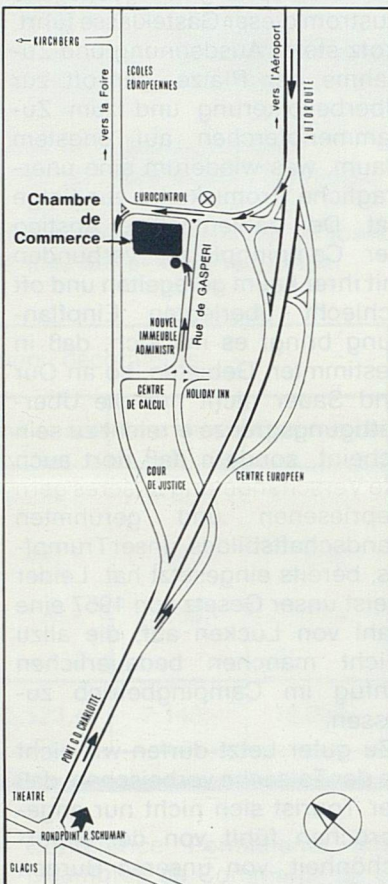 KIRCHBERG
vers la Foire
ECOLES
EUROPEENNES
vers l'Aéroport
AUTOROUTE
EUROCONTROL
Chambre
de
Commerce
Rue de GASPERI
NOUVEL
IMMEUBLE
ADMINISTR
CENTRE
DE CALCUL
HOLIDAY INN
COUR
DE JUSTICE
CENTRE EUROPEEN
PONT G D CHARLOTTE
THEATRE
RONDPOINT R. SCHUMAN
GLACIS